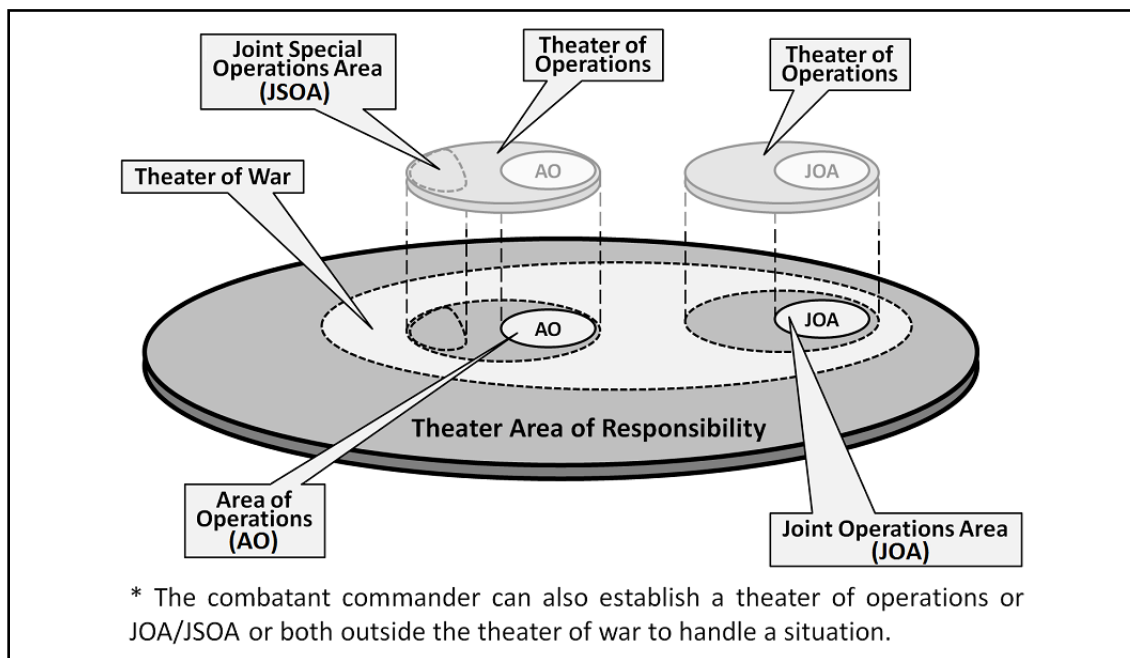 Joint Special
Operations Area
(JSOA)
Theater of
Operations
Theater of
Operations
Theater of War
AO
JOA
AO
JOA
Theater Area of Responsibility
Area of
Operations
(AO)
Joint Operations Area
(JOA)
* The combatant commander can also establish a theater of operations or
JOA/JSOA or both outside the theater of war to handle a situation.